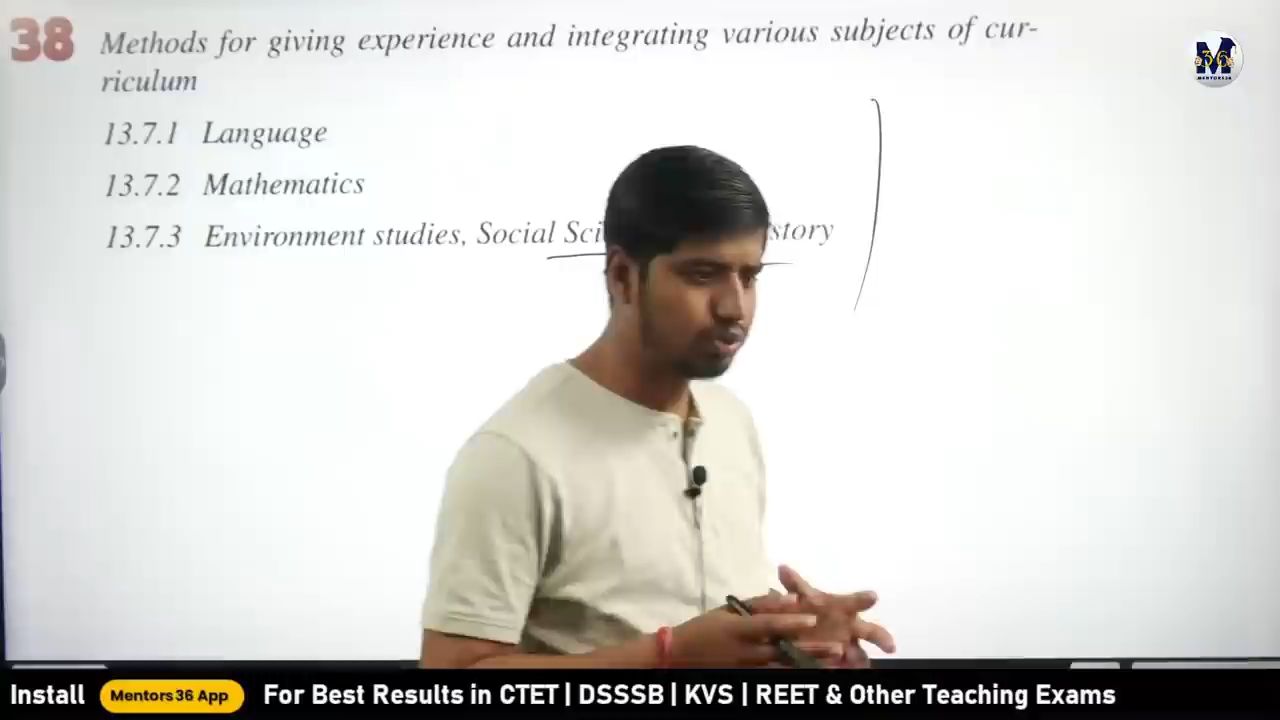 38 Methods for giving experience and integrating various subjects of cur-
riculum
13.7.1 Language
13.7.2 Mathematics
13.7.3 Environment studies, Social
M
36
MENTORS36
Install Mentors 36 App For Best Results in CTET | DSSSB | KVS | REET & Other Teaching Exams